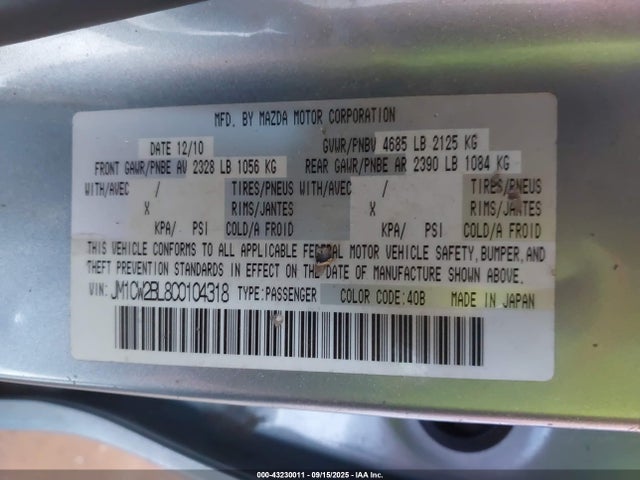 MFD. BY MAZDA MOTOR CORPORATION
DATE 12/10 GVWR/PNBV 4685 LB 2125 KG
FRONT GAWR/PNBE AV 2328 LB 1056 KG REAR GAWR/PNBE AR 2390 LB 1084 KG
WITH/AVEC / TIRES/PNEUS WITH/AVEC / TIRES/PNEUS
X RIMS/JANTES X RIMS/JANTES
KPA/ PSI COLD/A FROID KPA/ PSI COLD/A FROID
THIS VEHICLE CONFORMS TO ALL APPLICABLE FEDERAL MOTOR VEHICLE SAFETY, BUMPER, AND
THEFT PREVENTION STANDARDS IN EFFECT ON THE DATE OF MANUFACTURE SHOWN ABOVE.
VIN: JM1CW2BL8C0104318 TYPE: PASSENGER COLOR CODE: 40B MADE IN JAPAN
000-43230011 - 09/15/2025 - IAA Inc.